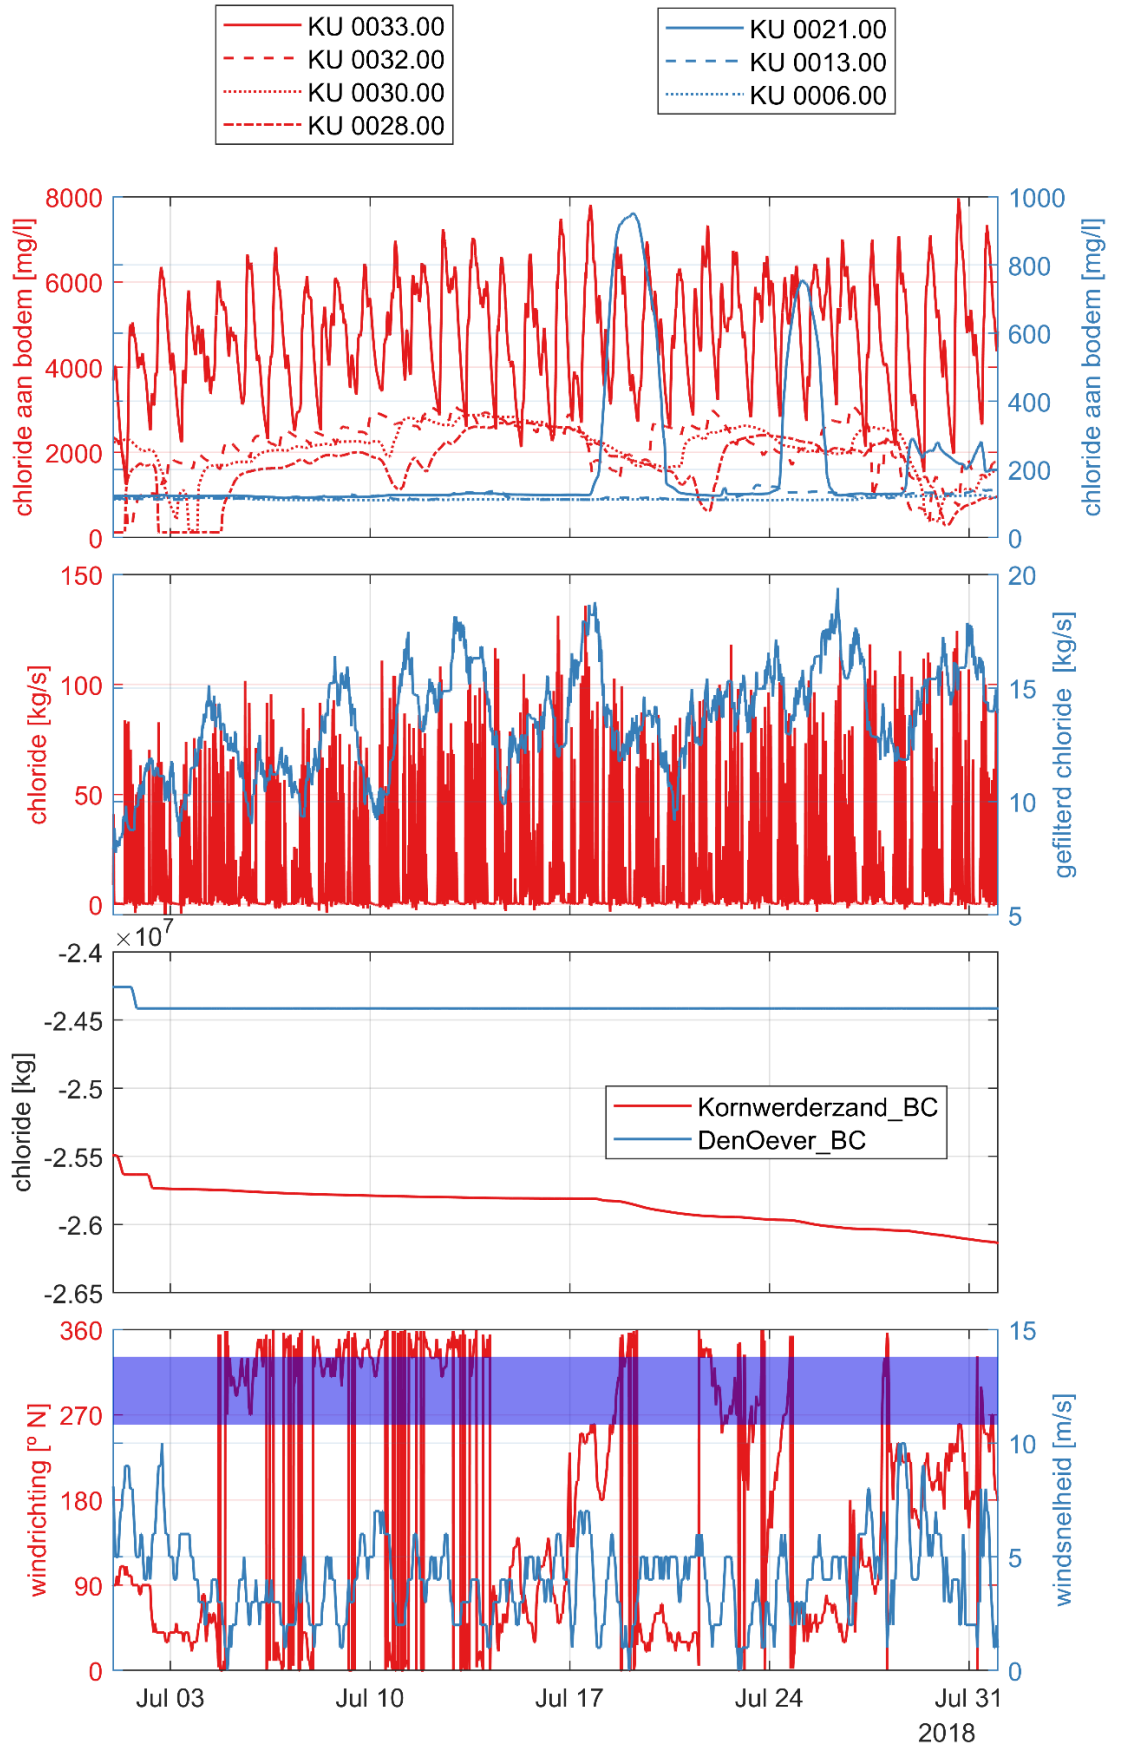 KU 0033.00
KU 0032.00
KU 0030.00
KU 0028.00
KU 0021.00
KU 0013.00
KU 0006.00
8000
6000
4000
2000
0
chloride aan bodem [mg/l]
1000
800
600
400
200
0
chloride aan bodem [mg/l]
150
100
50
0
chloride [kg/s]
20
15
10
5
gefilterd chloride [kg/s]
×10^7
-2.4
-2.45
-2.5
-2.55
-2.6
-2.65
chloride [kg]
Kornwerderzand_BC
DenOever_BC
360
270
180
90
0
windrichting [º N]
15
10
5
0
windsnelheid [m/s]
Jul 03
Jul 10
Jul 17
Jul 24
Jul 31
2018